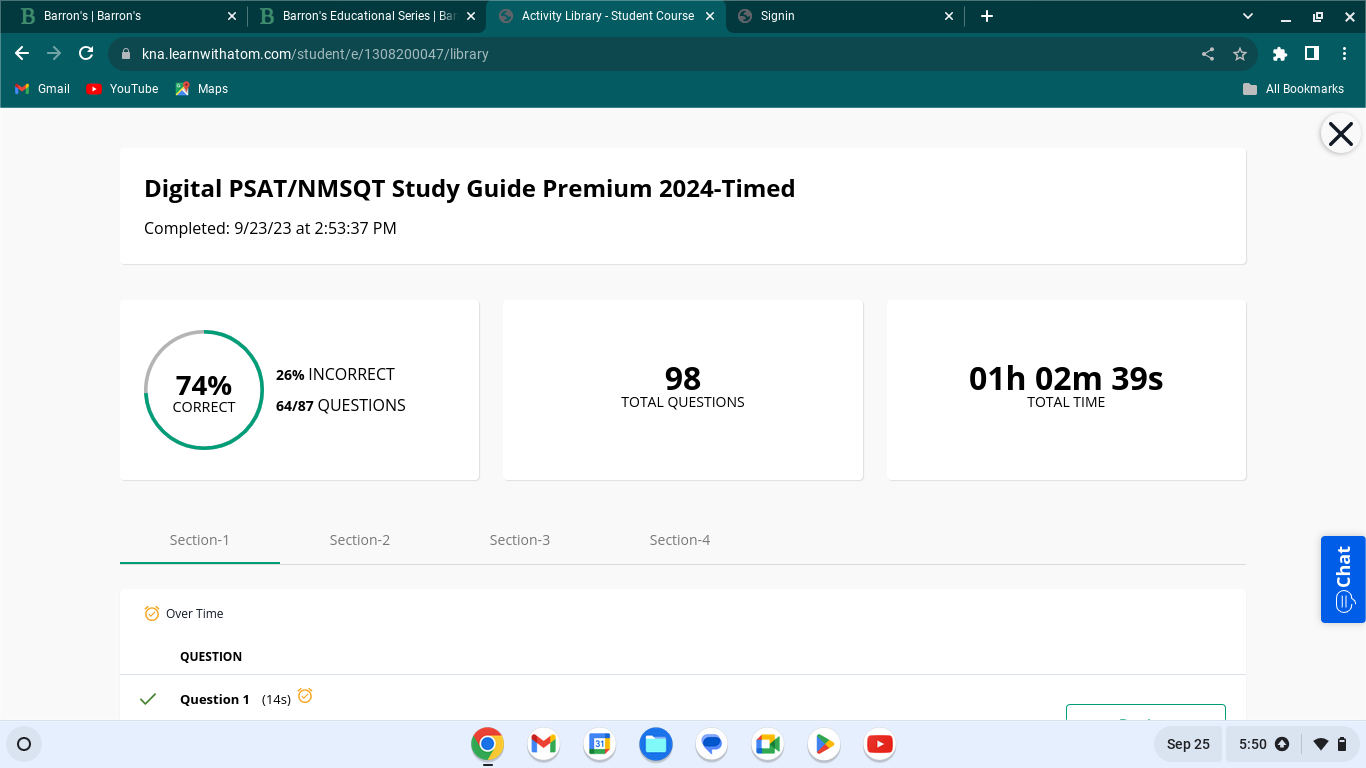 Barron's | Barron's
Barron's Educational Series | Bar
Activity Library - Student Course
Signin
kna.learnwithatom.com/student/e/1308200047/library
Gmail
YouTube
Maps
All Bookmarks
Digital PSAT/NMSQT Study Guide Premium 2024-Timed
Completed: 9/23/23 at 2:53:37 PM
74%
CORRECT
26% INCORRECT
64/87 QUESTIONS
98
TOTAL QUESTIONS
01h 02m 39s
TOTAL TIME
Section-1
Section-2
Section-3
Section-4
Chat
Over Time
QUESTION
Question 1 (14s)
31
Sep 25
5:50